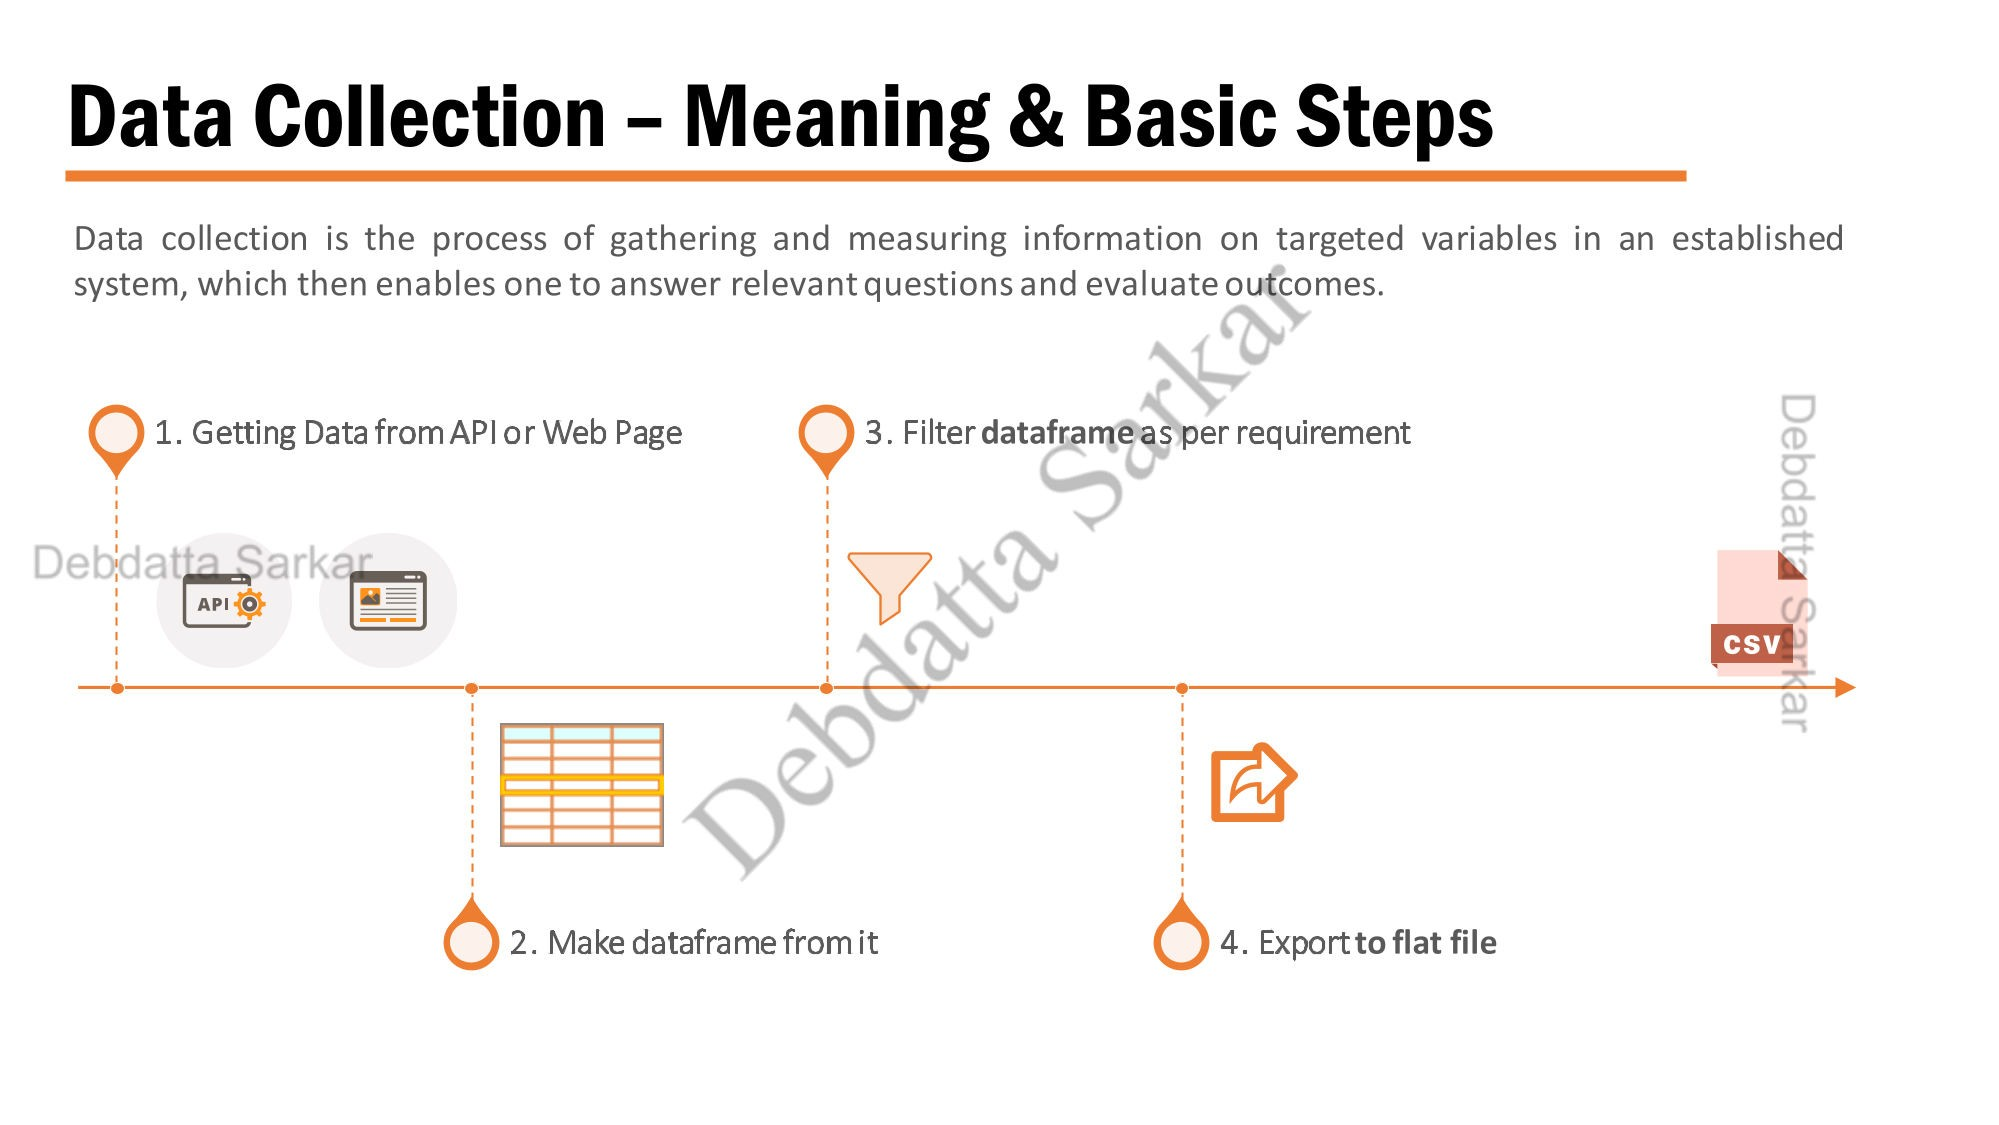 Data Collection – Meaning & Basic Steps
Data collection is the process of gathering and measuring information on targeted variables in an established
system, which then enables one to answer relevant questions and evaluate outcomes.
1. Getting Data from API or Web Page
3. Filter dataframe as per requirement
Debdatta Sarkar
API
Debdatta Sarkar
Debdatta Sarkar
CSV
2. Make dataframe from it
4. Export to flat file